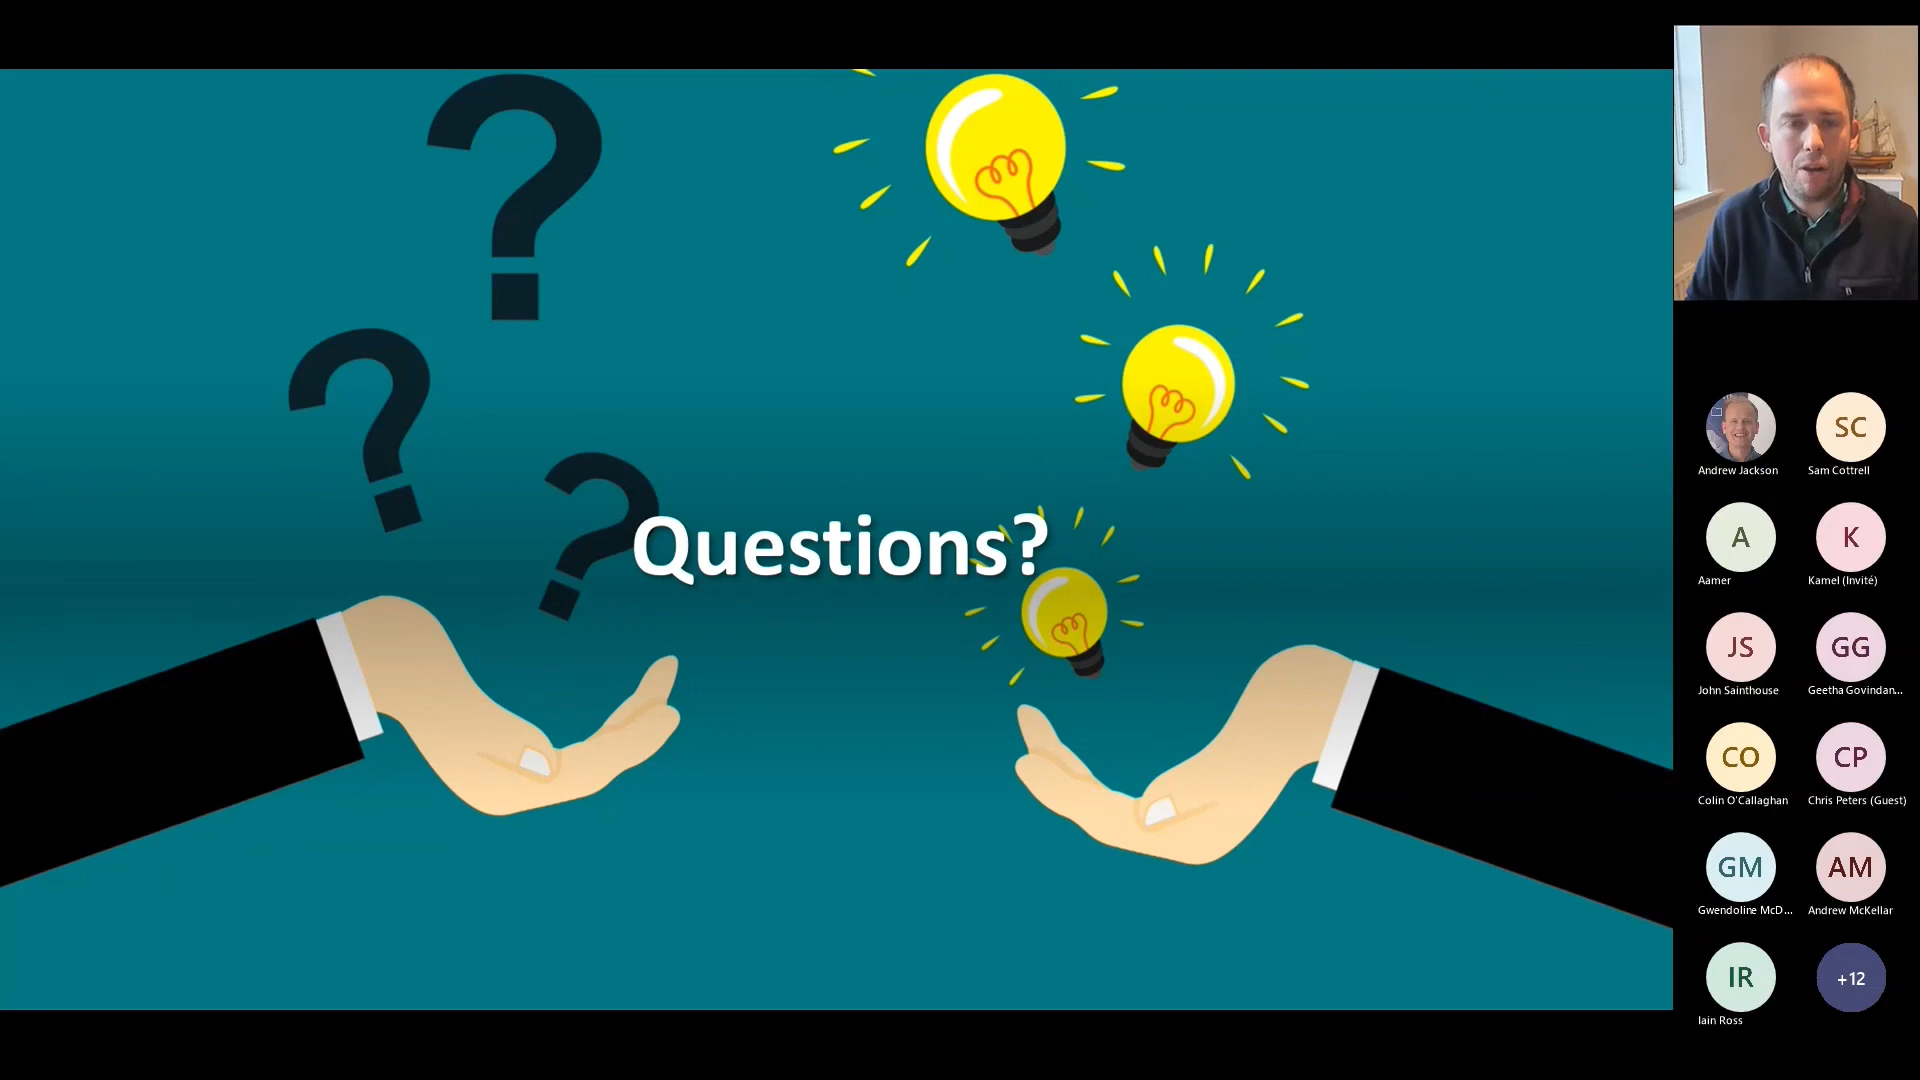 Questions?
SC
Andrew Jackson
Sam Cottrell
A
K
Aamer
Kamel (Invité)
JS
GG
John Sainthouse
Geetha Govindan...
CO
CP
Colin O'Callaghan
Chris Peters (Guest)
GM
AM
Gwendoline McD...
Andrew McKellar
IR
+12
Iain Ross